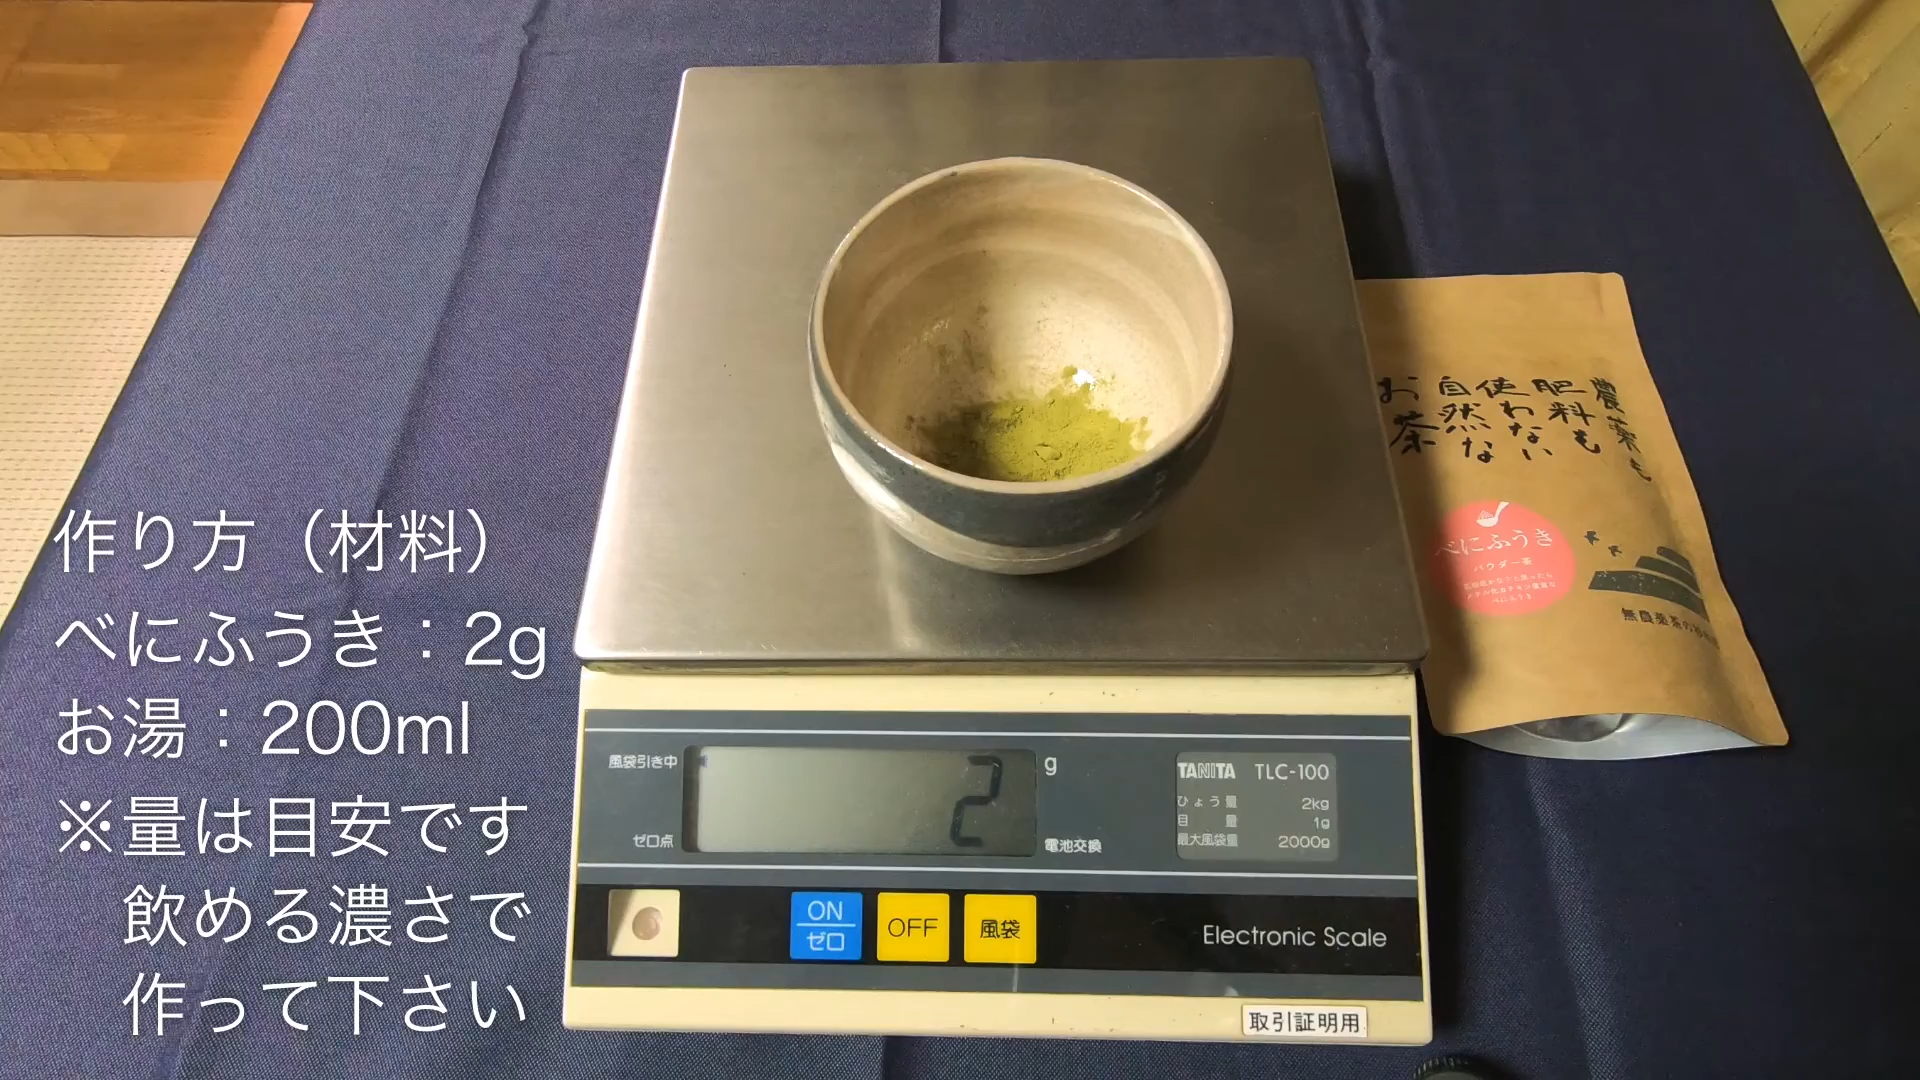 作り方（材料）
べにふうき：2g
お湯：200ml
※量は目安です
飲める濃さで
作って下さい
農薬も
肥料も
使わない
自然な
お茶
べにふうき
パウダー茶
無農薬茶の
風袋引き中
ゼロ点
2
g
電池交換
TANITA TLC-100
ひょう量 2kg
目 量 1g
最大風袋量 2000g
ON
ゼロ
OFF
風袋
Electronic Scale
取引証明用